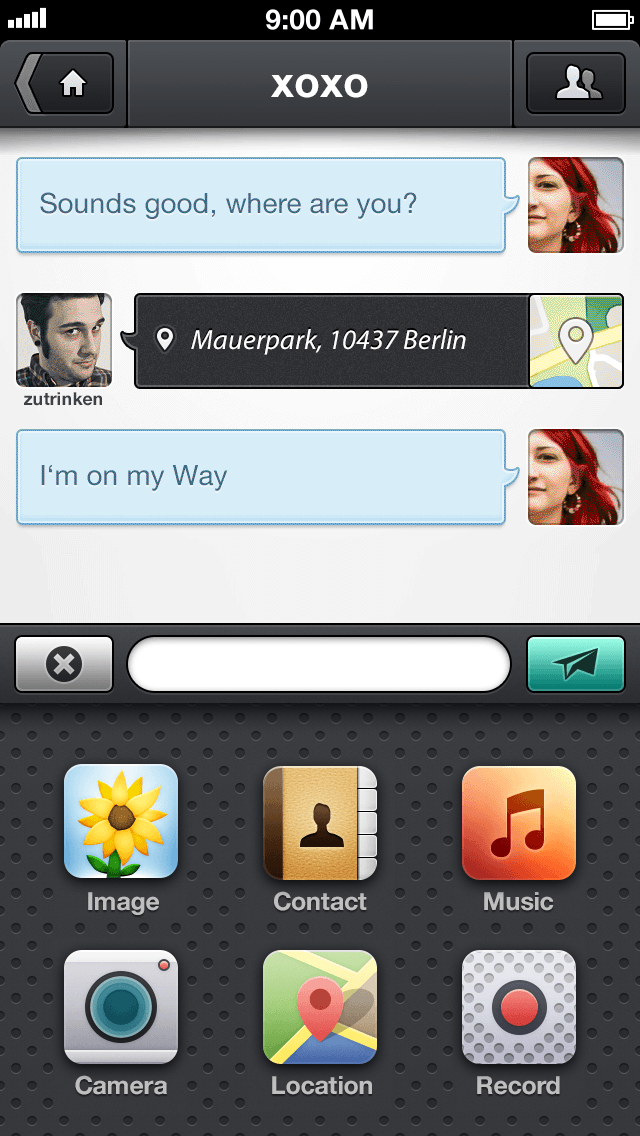 9:00 AM
xoxo
Sounds good, where are you?
Mauerpark, 10437 Berlin
zutrinken
I‘m on my Way
Image
Contact
Music
Camera
Location
Record